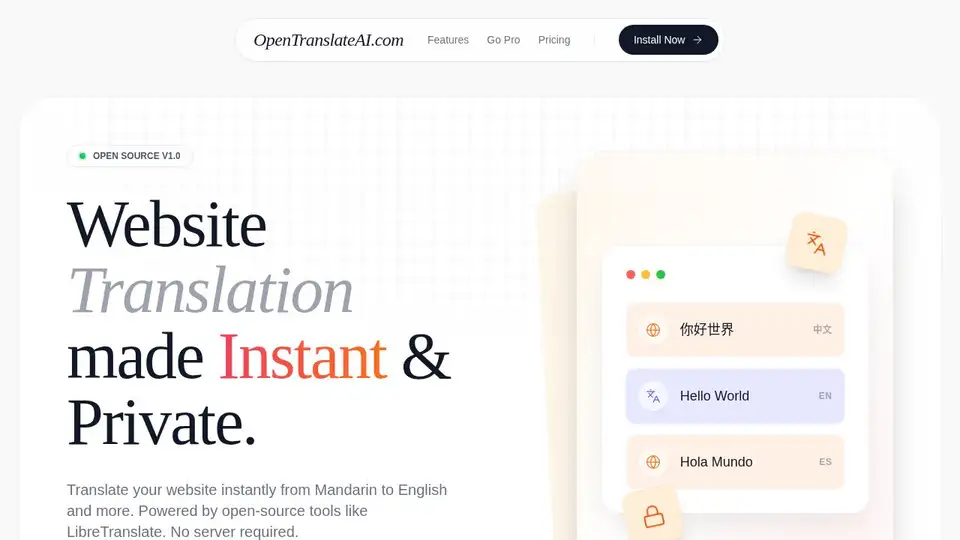 OpenTranslateAI.com
Features
Go Pro
Pricing
Install Now
OPEN SOURCE V1.0
Website
Translation
made Instant &
Private.
Translate your website instantly from Mandarin to English
and more. Powered by open-source tools like
LibreTranslate. No server required.
你好世界
中文
Hello World
EN
Hola Mundo
ES